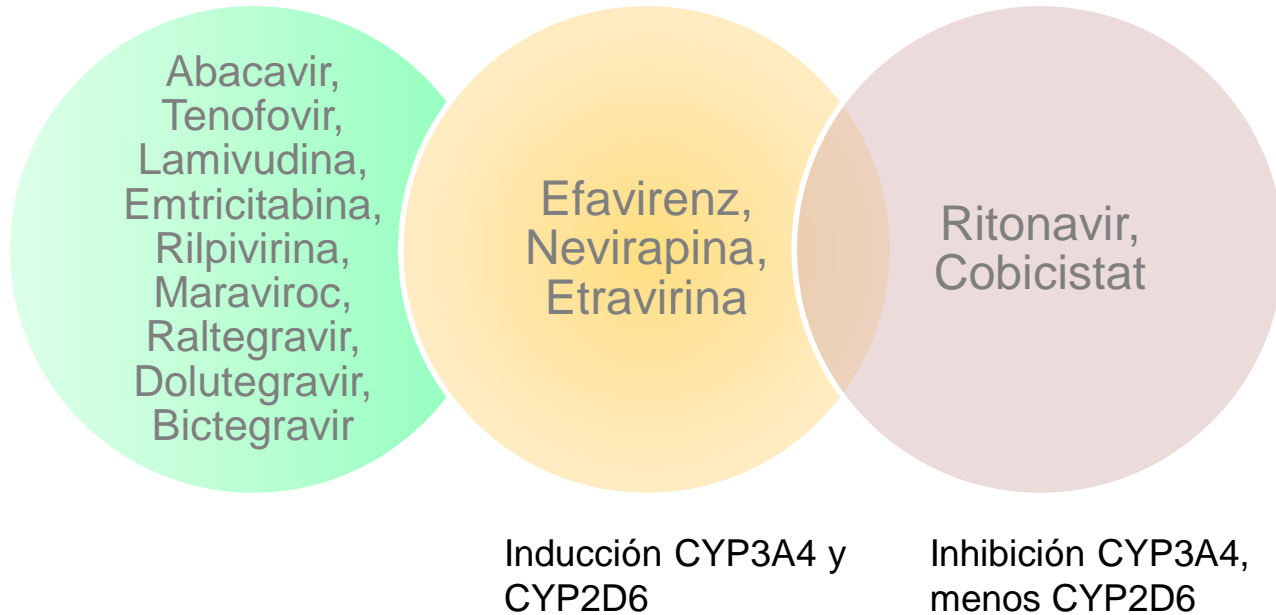 Abacavir,
Tenofovir,
Lamivudina,
Emtricitabina,
Rilpivirina,
Maraviroc,
Raltegravir,
Dolutegravir,
Bictegravir
Efavirenz,
Nevirapina,
Etravirina
Ritonavir,
Cobicistat
Inducción CYP3A4 y
CYP2D6
Inhibición CYP3A4,
menos CYP2D6